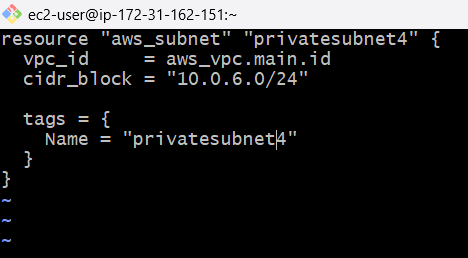 ec2-user@ip-172-31-162-151:~
resource "aws_subnet" "privatesubnet4" {
  vpc_id     = aws_vpc.main.id
  cidr_block = "10.0.6.0/24"

  tags = {
    Name = "privatesubnet4"
  }
}
~
~
~